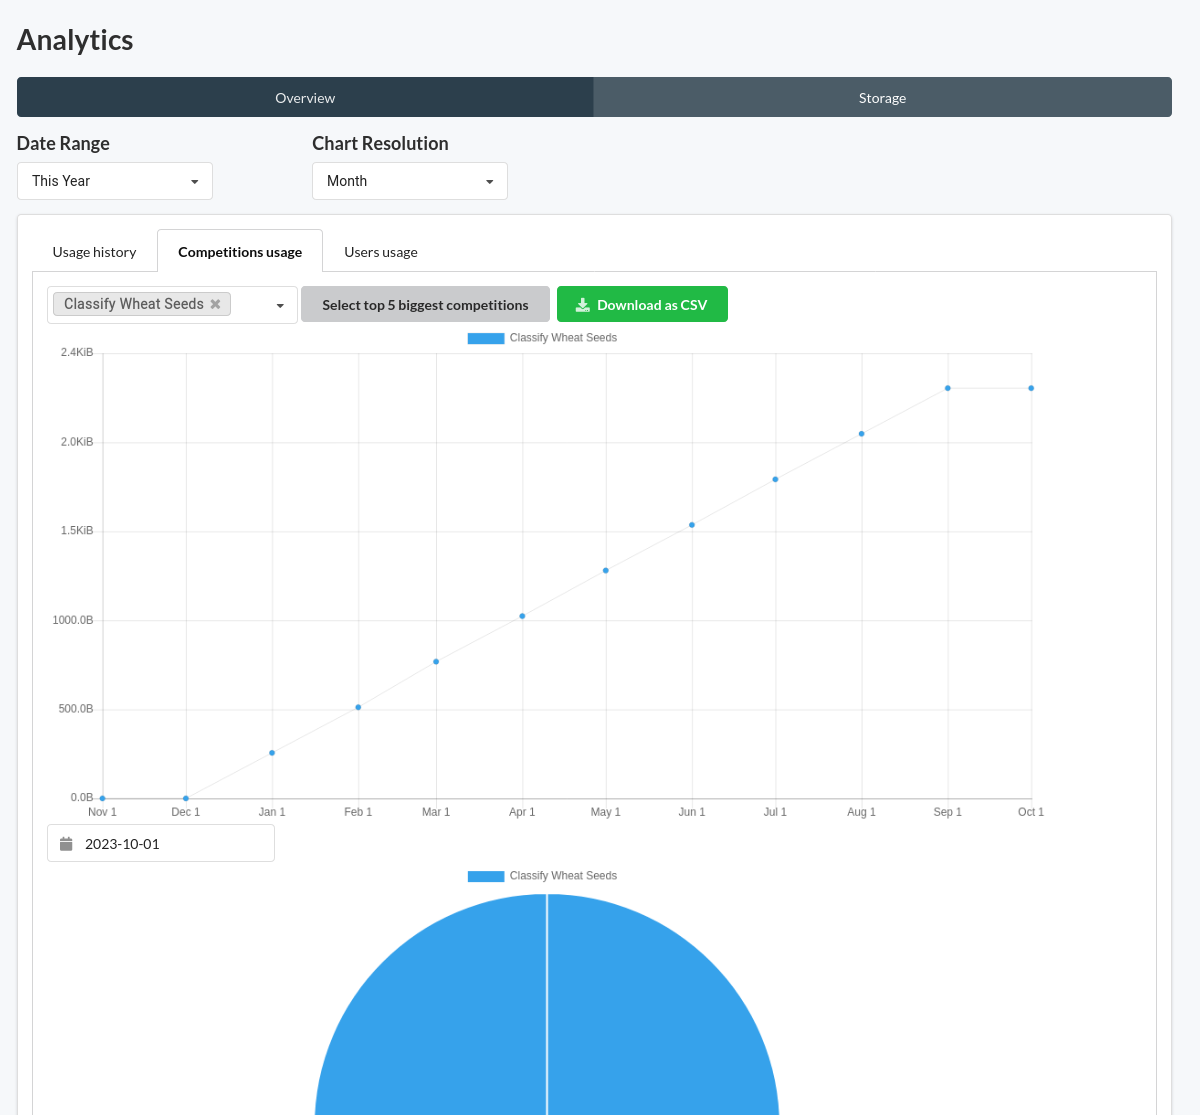 Analytics
Overview Storage
Date Range Chart Resolution
This Year Month
Usage history Competitions usage Users usage
Classify Wheat Seeds Select top 5 biggest competitions Download as CSV
Classify Wheat Seeds
2.4KiB
2.0KiB
1.5KiB
1000.0B
500.0B
0.0B
Nov 1 Dec 1 Jan 1 Feb 1 Mar 1 Apr 1 May 1 Jun 1 Jul 1 Aug 1 Sep 1 Oct 1
2023-10-01
Classify Wheat Seeds